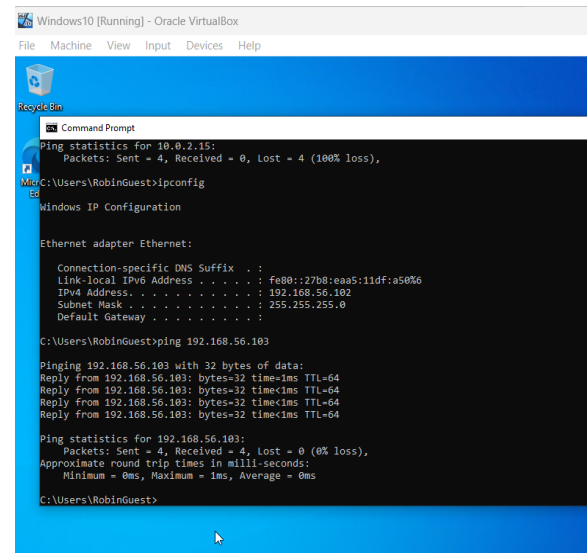 Windows10 [Running] - Oracle VirtualBox
File Machine View Input Devices Help
Recycle Bin
Command Prompt
Ping statistics for 10.0.2.15:
    Packets: Sent = 4, Received = 0, Lost = 4 (100% loss),
Micr
Ed
C:\Users\RobinGuest>ipconfig
Windows IP Configuration
Ethernet adapter Ethernet:
   Connection-specific DNS Suffix  . :
   Link-local IPv6 Address . . . . . : fe80::27b8:eaa5:11df:a50%6
   IPv4 Address. . . . . . . . . . . : 192.168.56.102
   Subnet Mask . . . . . . . . . . . : 255.255.255.0
   Default Gateway . . . . . . . . . :
C:\Users\RobinGuest>ping 192.168.56.103
Pinging 192.168.56.103 with 32 bytes of data:
Reply from 192.168.56.103: bytes=32 time=1ms TTL=64
Reply from 192.168.56.103: bytes=32 time<1ms TTL=64
Reply from 192.168.56.103: bytes=32 time<1ms TTL=64
Reply from 192.168.56.103: bytes=32 time<1ms TTL=64
Ping statistics for 192.168.56.103:
    Packets: Sent = 4, Received = 4, Lost = 0 (0% loss),
Approximate round trip times in milli-seconds:
    Minimum = 0ms, Maximum = 1ms, Average = 0ms
C:\Users\RobinGuest>